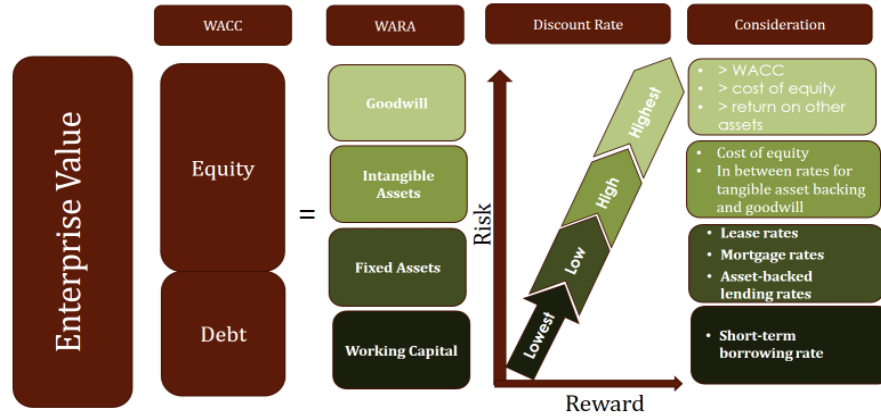 WACC
WARA
Discount Rate
Consideration
Enterprise Value
Equity
Debt
=
Goodwill
Intangible
Assets
Fixed Assets
Working Capital
Risk
Reward
Highest
High
Low
Lowest
• > WACC
• > cost of equity
• > return on other
assets
• Cost of equity
• In between rates for
tangible asset backing
and goodwill
• Lease rates
• Mortgage rates
• Asset-backed
lending rates
• Short-term
borrowing rate